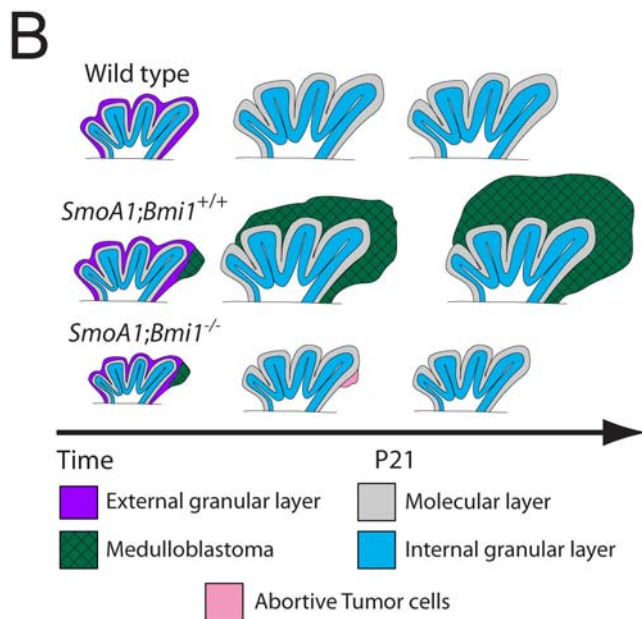 B
Wild type
SmoA1;Bmi1+/+
SmoA1;Bmi1-/-
Time P21
External granular layer Molecular layer
Medulloblastoma Internal granular layer
Abortive Tumor cells